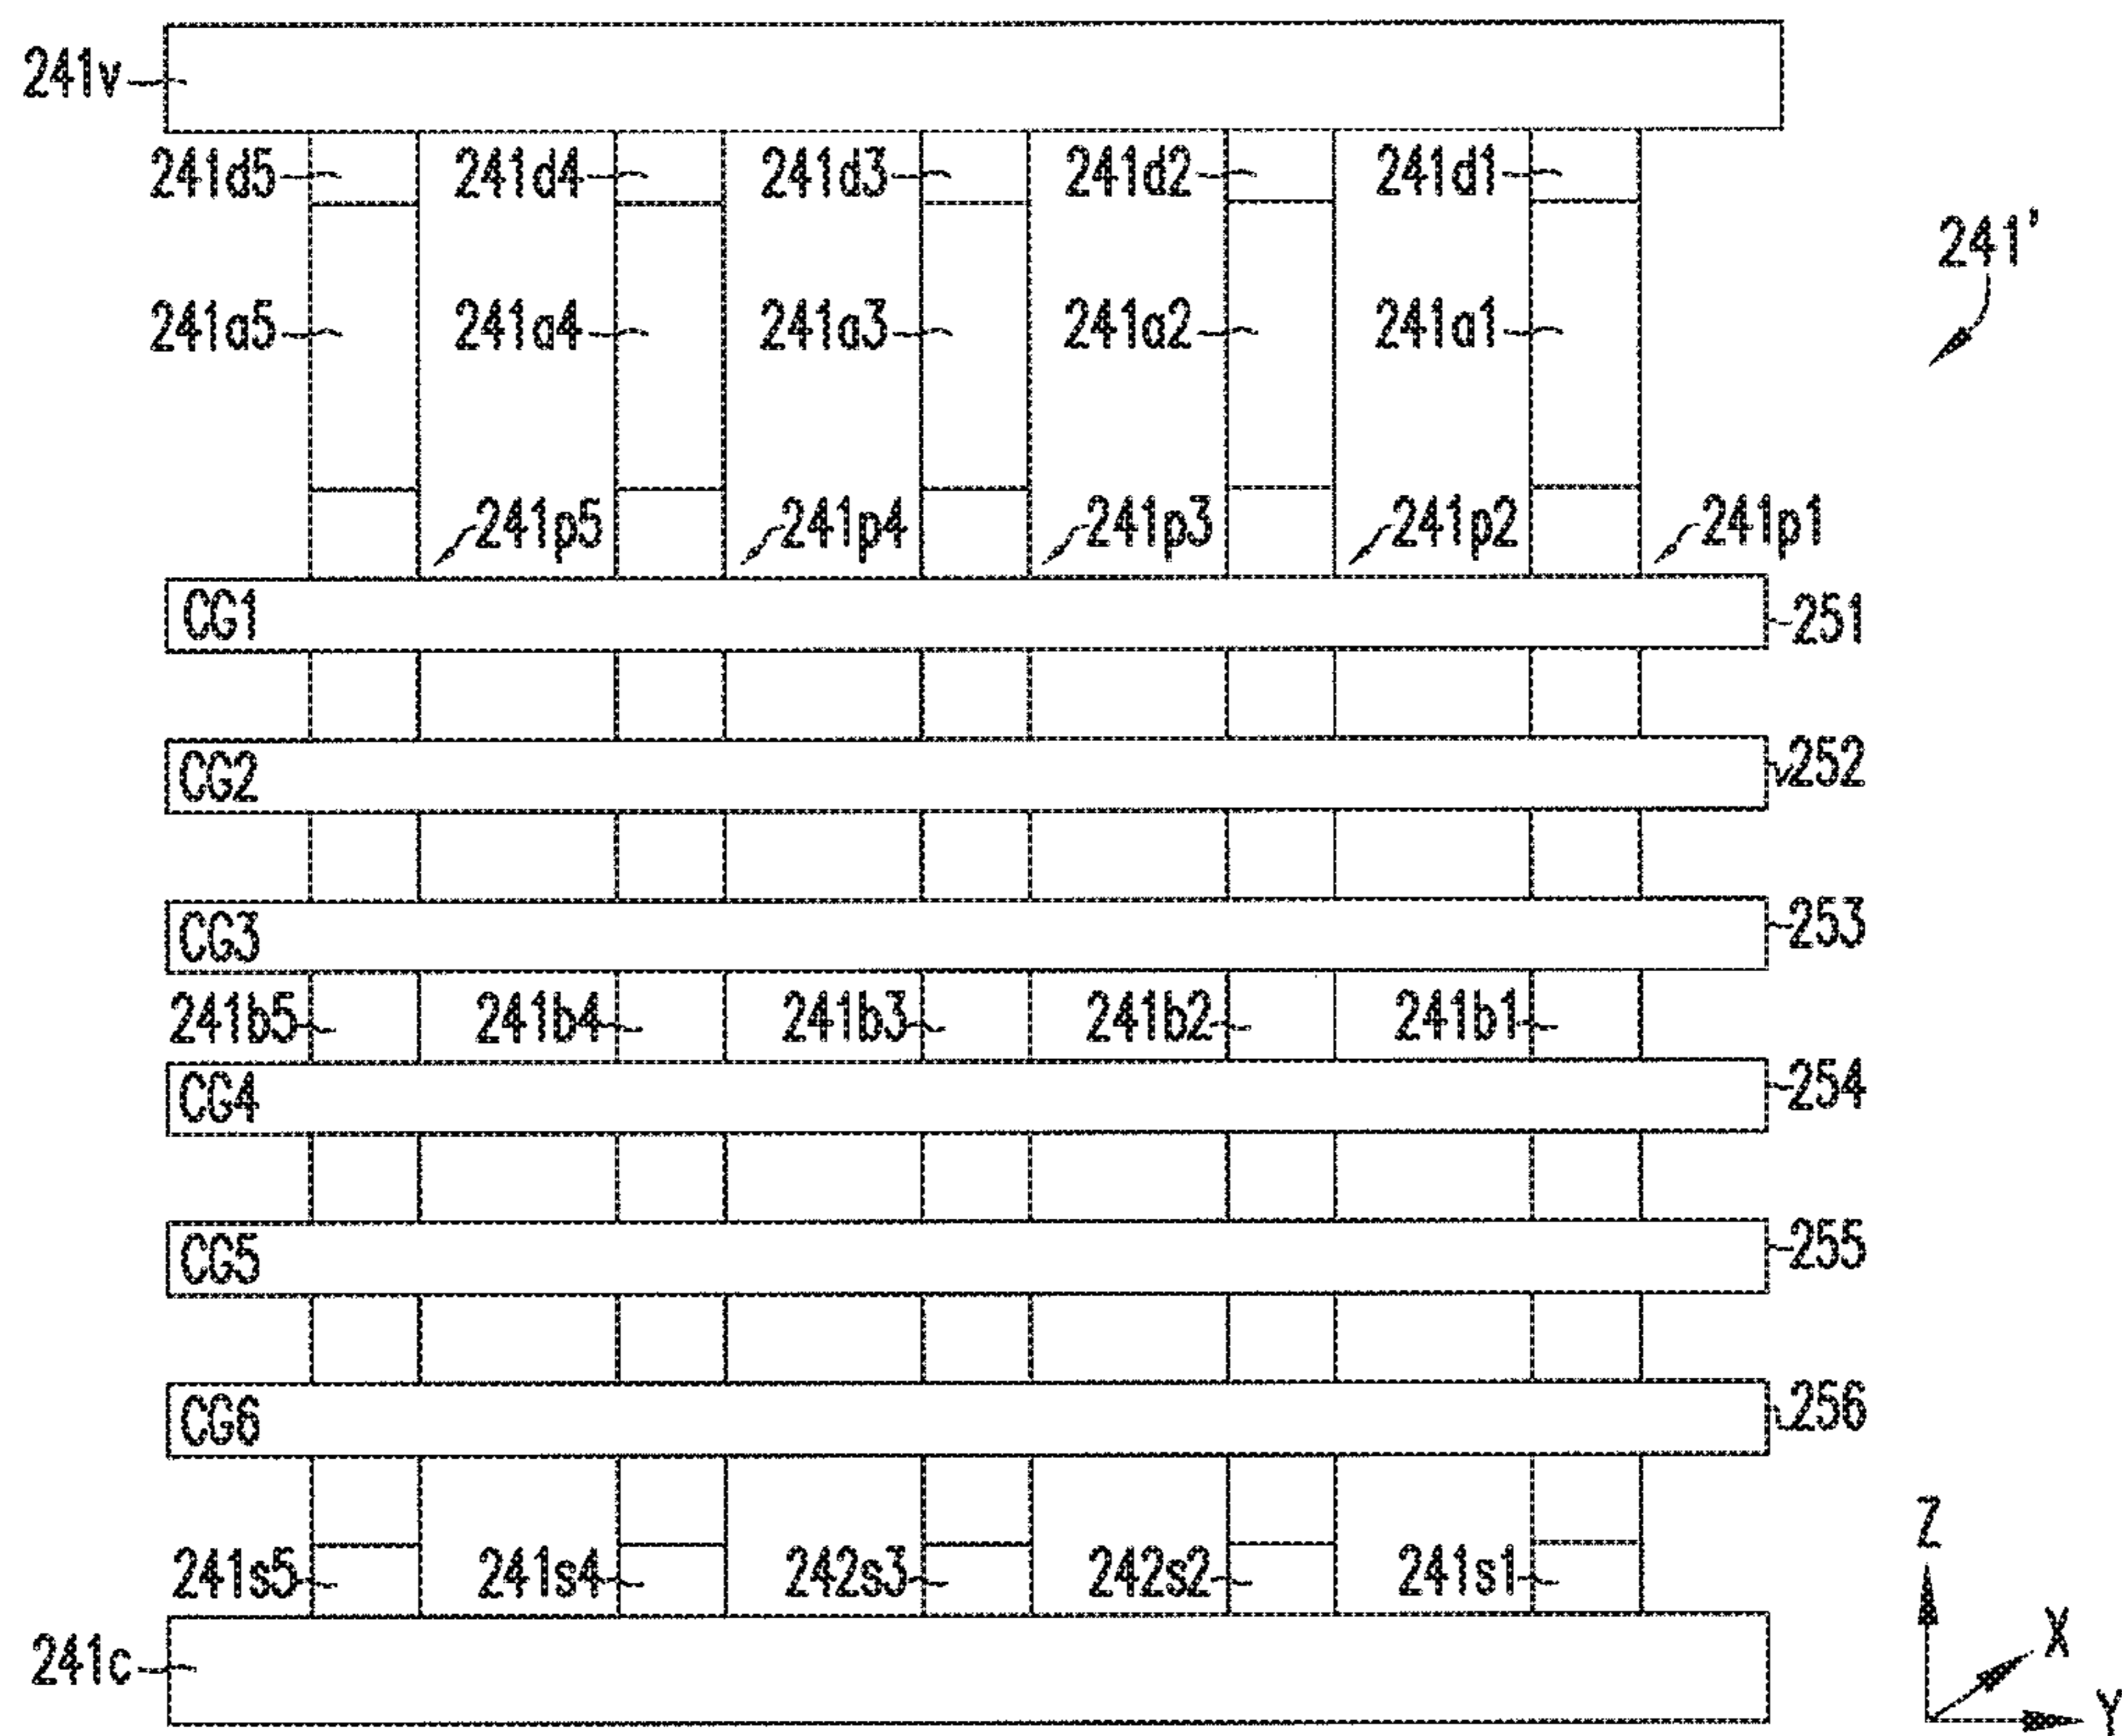 241v
241d5 241d4 241d3 241d2 241d1
241'
241a5 241a4 241a3 241a2 241a1
241p5 241p4 241p3 241p2 241p1
CG1 251
CG2 252
CG3 253
241b5 241b4 241b3 241b2 241b1
CG4 254
CG5 255
CG6 256
241s5 241s4 242s3 242s2 241s1
Z
X
241c
Y